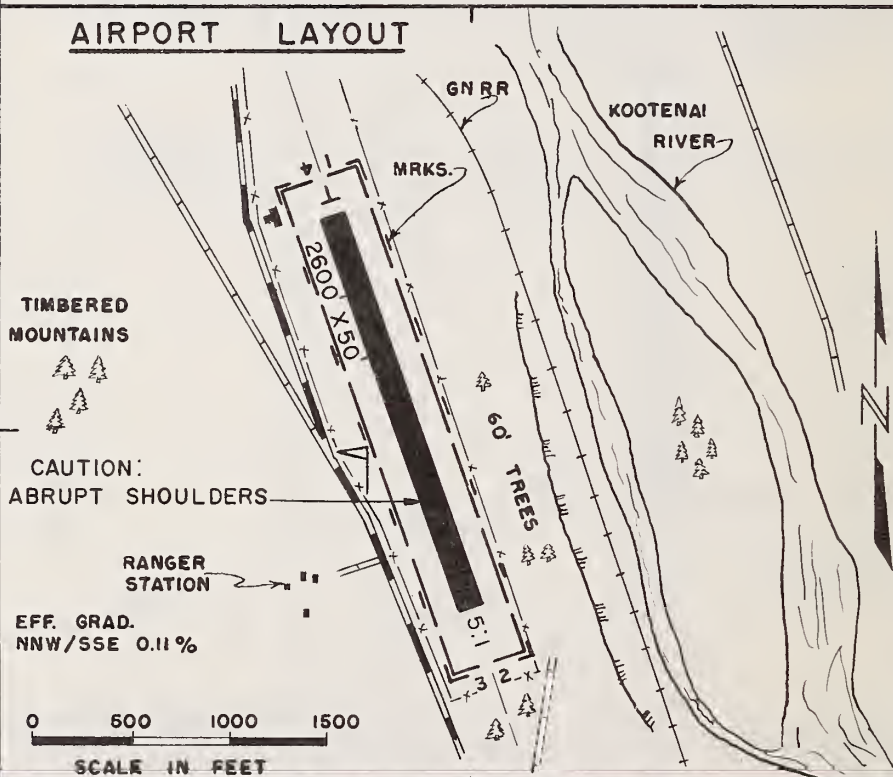 AIRPORT LAYOUT
GN RR
KOOTENAI
RIVER
MRKS.
4
2600' X 50'
TIMBERED
MOUNTAINS
60' TREES
N
CAUTION:
ABRUPT SHOULDERS
RANGER
STATION
EFF. GRAD.
NNW/SSE 0.11%
5:1
3 2
0 500 1000 1500
SCALE IN FEET